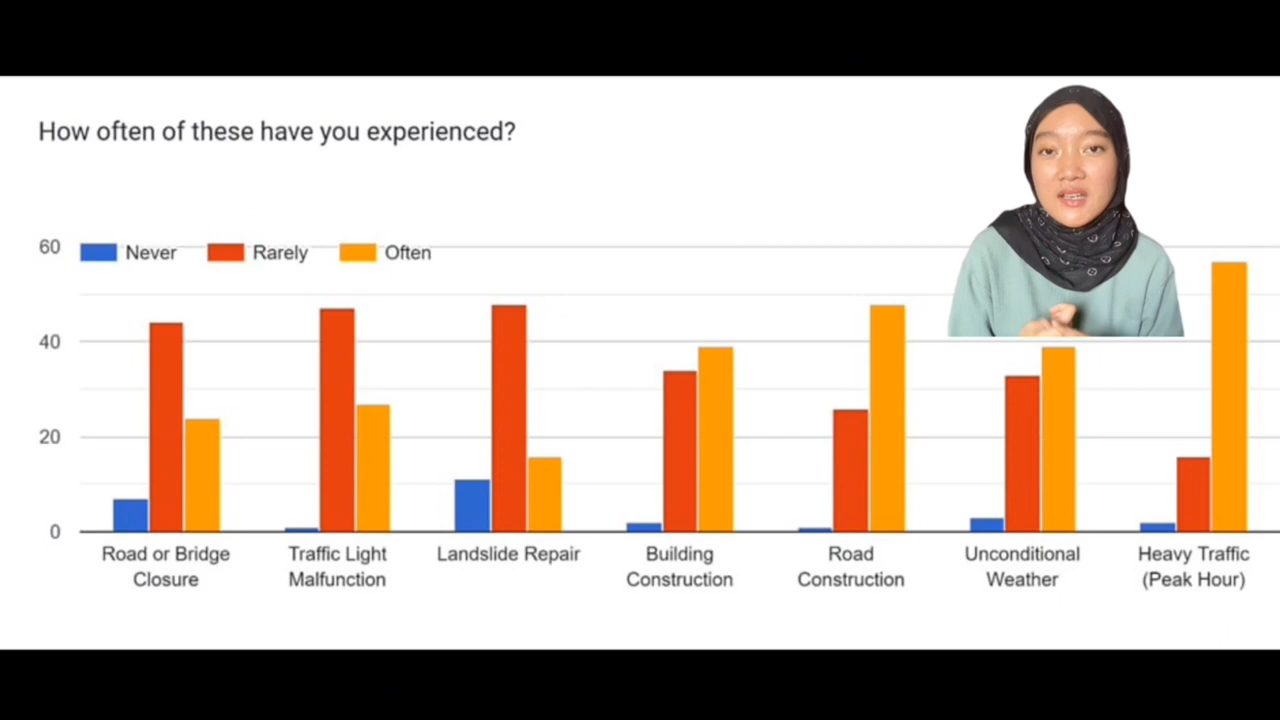 How often of these have you experienced?
60
Never
Rarely
Often
40
20
0
Road or Bridge
Closure
Traffic Light
Malfunction
Landslide Repair
Building
Construction
Road
Construction
Unconditional
Weather
Heavy Traffic
(Peak Hour)